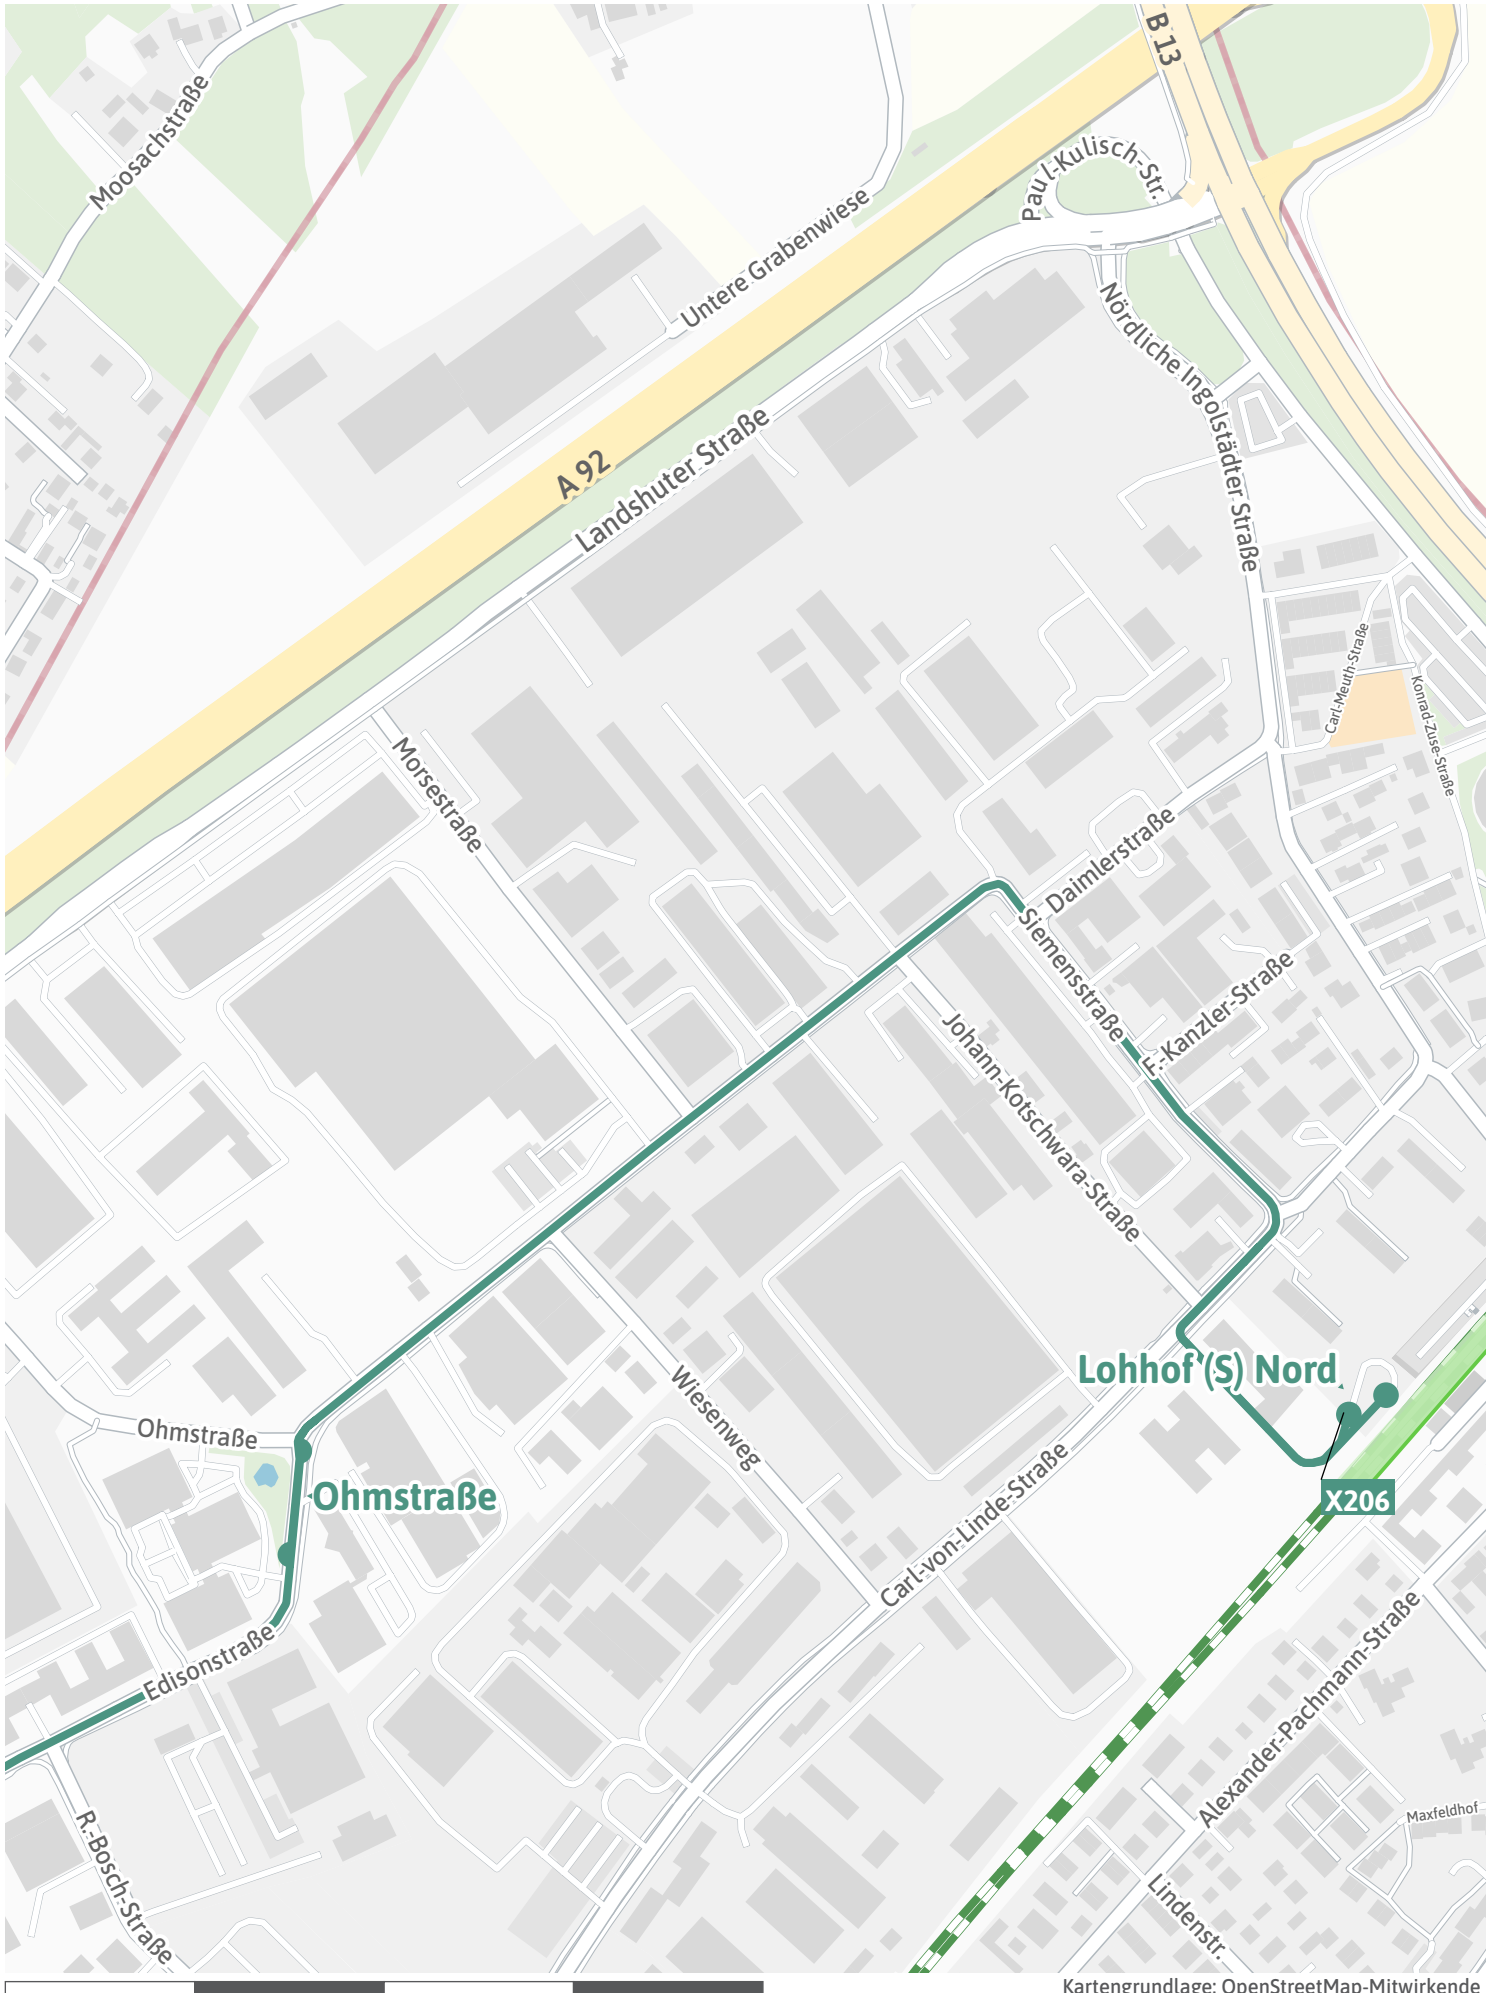 B 13
Moosachstraße
Paul-Kulisch-Str.
Untere Grabenwiese
Nördliche Ingolstädter Straße
A 92
Landshuter Straße
Carl-Meuth-Straße
Konrad-Zuse-Straße
Morsestraße
Daimlerstraße
Siemensstraße
F.-Kanzler-Straße
Johann-Kotschwara-Straße
Lohhof (S) Nord
Wiesenweg
Ohmstraße
Ohmstraße
X206
Carl-von-Linde-Straße
Edisonstraße
Alexander-Pachmann-Straße
Maxfeldhof
R.-Bosch-Straße
Lindenstr.
Kartengrundlage: OpenStreetMap-Mitwirkende